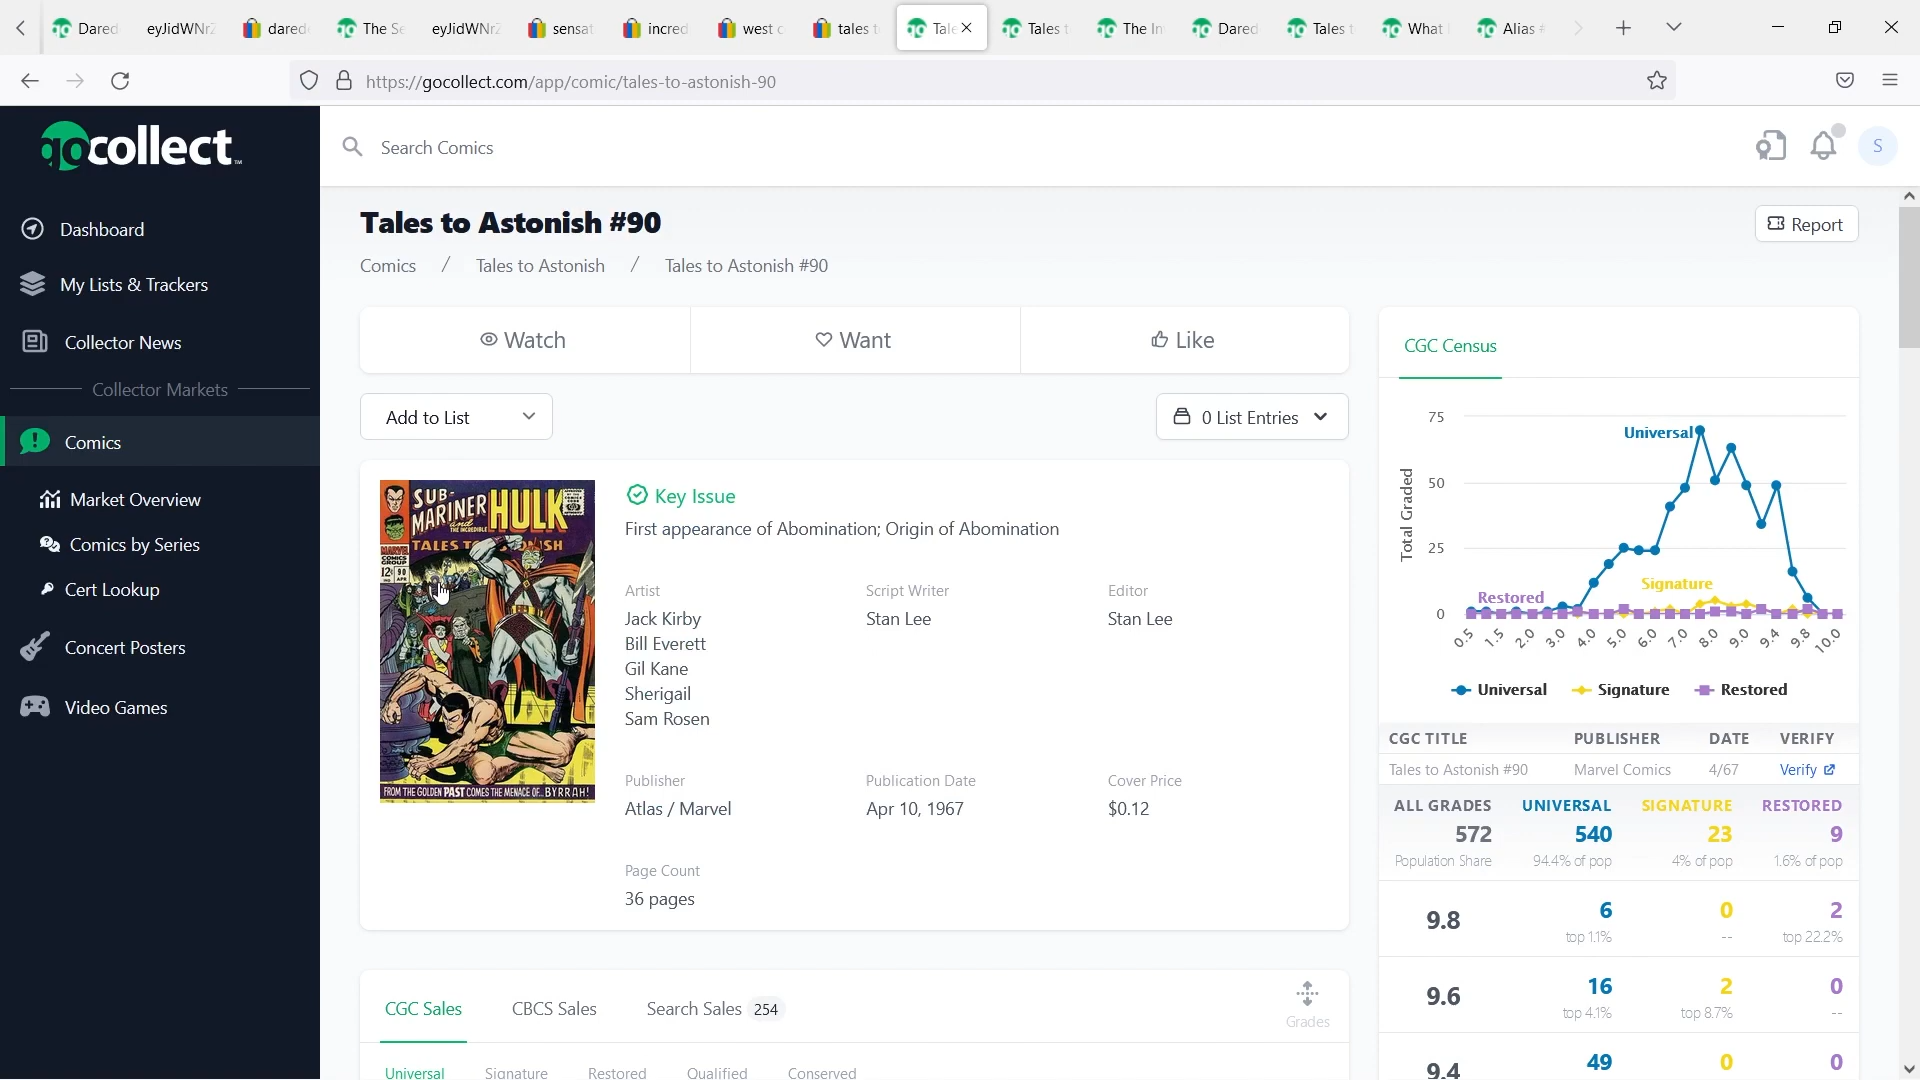 Dared
eyJidWNrZ
dared
The Se
eyJidWNrZ
sensat
incred
west c
tales t
Tal
Tales t
The In
Dared
Tales t
What
Alias #
https://gocollect.com/app/comic/tales-to-astonish-90
gocollect™
Search Comics
S
Dashboard
My Lists & Trackers
Collector News
Collector Markets
Comics
Market Overview
Comics by Series
Cert Lookup
Concert Posters
Video Games
Tales to Astonish #90
Report
Comics / Tales to Astonish / Tales to Astonish #90
Watch
Want
Like
Add to List
0 List Entries
SUB-
MARINER
and
THE INCREDIBLE
HULK
TALES TO ASTONISH
MARVEL
COMICS
GROUP
12¢ 90
APR
FROM THE GOLDEN PAST COMES THE MENACE OF... BYRRAH!
Key Issue
First appearance of Abomination; Origin of Abomination
Artist
Jack Kirby
Bill Everett
Gil Kane
Sherigail
Sam Rosen
Script Writer
Stan Lee
Editor
Stan Lee
Publisher
Atlas / Marvel
Publication Date
Apr 10, 1967
Cover Price
$0.12
Page Count
36 pages
CGC Sales
CBCS Sales
Search Sales 254
Grades
Universal
Signature
Restored
Qualified
Conserved
CGC Census
Total Graded
75
50
25
0
Universal
Signature
Restored
0.5 1.5 2.0 3.0 4.0 5.0 6.0 7.0 8.0 9.0 9.4 9.8 10.0
Universal Signature Restored
CGC TITLE PUBLISHER DATE VERIFY
Tales to Astonish #90 Marvel Comics 4/67 Verify
ALL GRADES UNIVERSAL SIGNATURE RESTORED
572 540 23 9
Population Share 94.4% of pop 4% of pop 1.6% of pop
9.8 6 0 2
top 1.1% -- top 22.2%
9.6 16 2 0
top 4.1% top 8.7% --
9.4 49 0 0